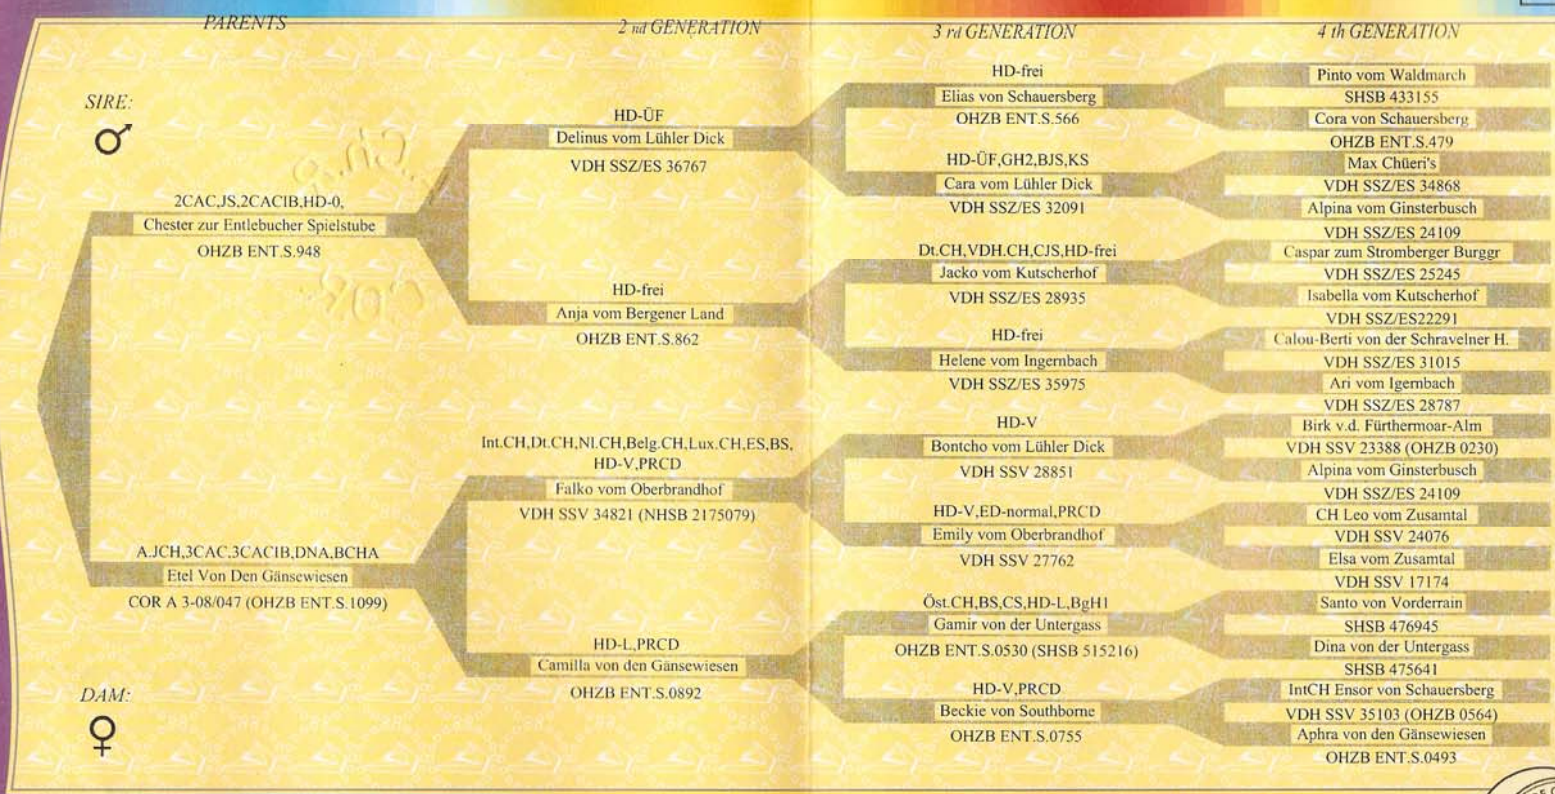 PARENTS
2 nd GENERATION
3 rd GENERATION
4 th GENERATION
SIRE:
♂
2CAC,JS,2CACIB,HD-0,
Chester zur Entlebucher Spielstube
OHZB ENT.S.948
A.JCH,3CAC,3CACIB,DNA,BCHA
Etel Von Den Gänsewiesen
COR A 3-08/047 (OHZB ENT.S.1099)
DAM:
♀
HD-ÜF
Delinus vom Lühler Dick
VDH SSZ/ES 36767
HD-frei
Anja vom Bergener Land
OHZB ENT.S.862
Int.CH,Dt.CH,Nl.CH,Belg.CH,Lux.CH,ES,BS,
HD-V,PRCD
Falko vom Oberbrandhof
VDH SSV 34821 (NHSB 2175079)
HD-L,PRCD
Camilla von den Gänsewiesen
OHZB ENT.S.0892
HD-frei
Elias von Schauersberg
OHZB ENT.S.566
HD-ÜF,GH2,BJS,KS
Cara vom Lühler Dick
VDH SSZ/ES 32091
Dt.CH,VDH.CH,CJS,HD-frei
Jacko vom Kutscherhof
VDH SSZ/ES 28935
HD-frei
Helene vom Ingernbach
VDH SSZ/ES 35975
HD-V
Bontcho vom Lühler Dick
VDH SSV 28851
HD-V,ED-normal,PRCD
Emily vom Oberbrandhof
VDH SSV 27762
Öst.CH,BS,CS,HD-L,BgH1
Gamir von der Untergass
OHZB ENT.S.0530 (SHSB 515216)
HD-V,PRCD
Beckie von Southborne
OHZB ENT.S.0755
Pinto vom Waldmarch
SHSB 433155
Cora von Schauersberg
OHZB ENT.S.479
Max Chüeri's
VDH SSZ/ES 34868
Alpina vom Ginsterbusch
VDH SSZ/ES 24109
Caspar zum Stromberger Burggr
VDH SSZ/ES 25245
Isabella vom Kutscherhof
VDH SSZ/ES22291
Calou-Berti von der Schravelner H.
VDH SSZ/ES 31015
Ari vom Igernbach
VDH SSZ/ES 28787
Birk v.d. Fürthermoar-Alm
VDH SSV 23388 (OHZB 0230)
Alpina vom Ginsterbusch
VDH SSZ/ES 24109
CH Leo vom Zusamtal
VDH SSV 24076
Elsa vom Zusamtal
VDH SSV 17174
Santo von Vorderrain
SHSB 476945
Dina von der Untergass
SHSB 475641
IntCH Ensor von Schauersberg
VDH SSV 35103 (OHZB 0564)
Aphra von den Gänsewiesen
OHZB ENT.S.0493